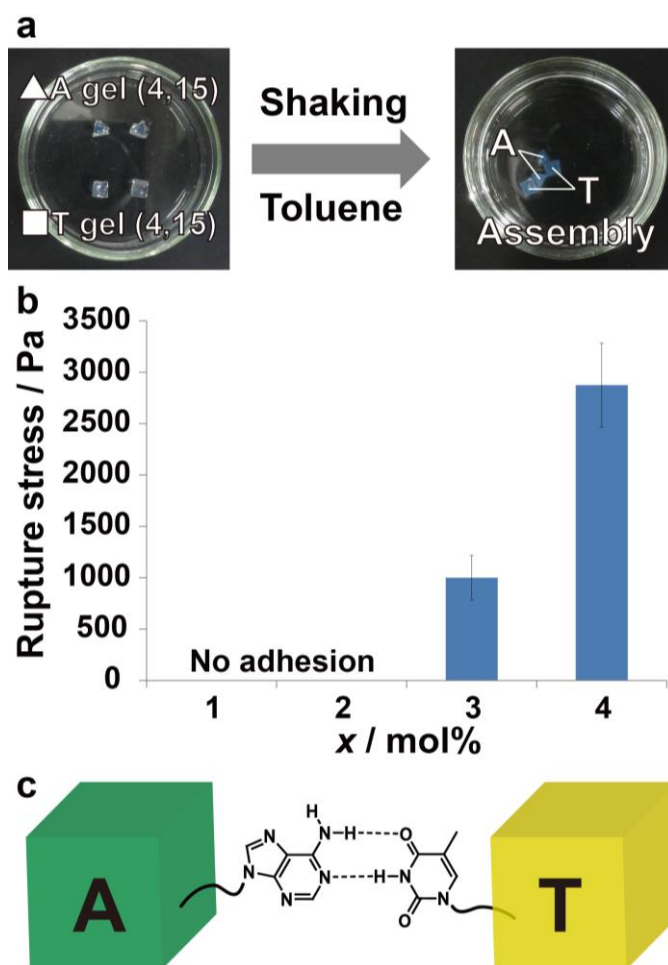 a
A gel (4,15)
T gel (4,15)
Shaking
Toluene
A
T
Assembly
b
Rupture stress / Pa
3500
3000
2500
2000
1500
1000
500
0
No adhesion
1 2 3 4
x / mol%
c
A
H
N H O
N N N H N
N N O N
T